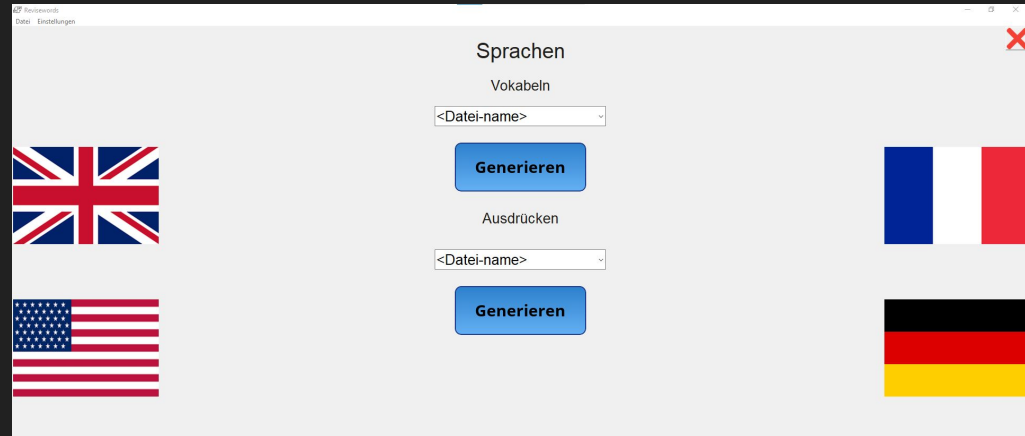 Revisewords
Datei Einstellungen
Sprachen
Vokabeln
<Datei-name>
Generieren
Ausdrücken
<Datei-name>
Generieren